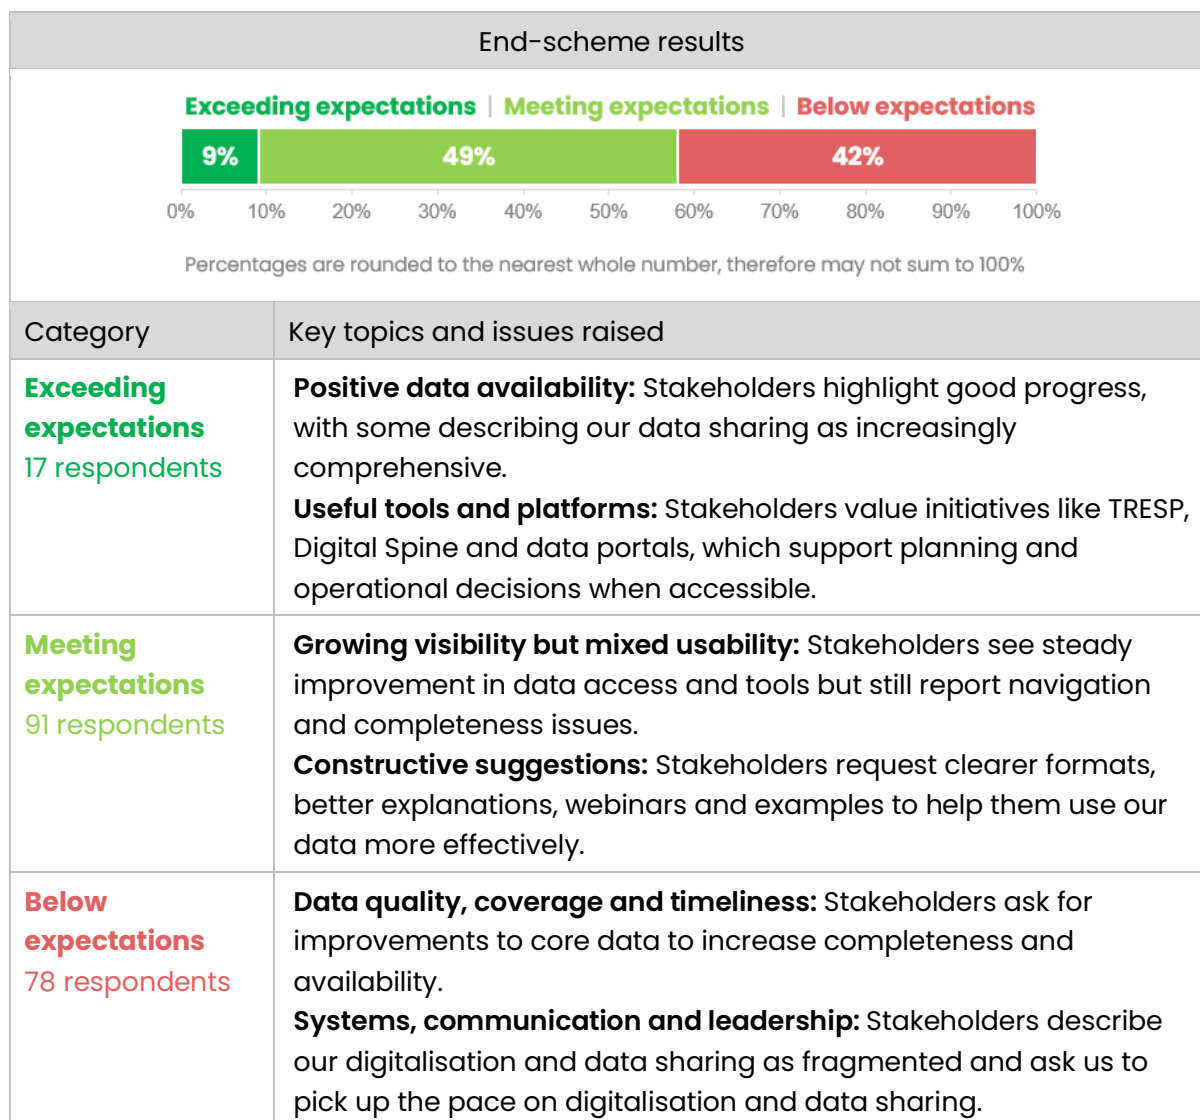 End-scheme results
Exceeding expectations | Meeting expectations | Below expectations
9% 49% 42%
0% 10% 20% 30% 40% 50% 60% 70% 80% 90% 100%
Percentages are rounded to the nearest whole number, therefore may not sum to 100%
Category Key topics and issues raised
Exceeding
expectations
17 respondents
Positive data availability: Stakeholders highlight good progress,
with some describing our data sharing as increasingly
comprehensive.
Useful tools and platforms: Stakeholders value initiatives like TRESP,
Digital Spine and data portals, which support planning and
operational decisions when accessible.
Meeting
expectations
91 respondents
Growing visibility but mixed usability: Stakeholders see steady
improvement in data access and tools but still report navigation
and completeness issues.
Constructive suggestions: Stakeholders request clearer formats,
better explanations, webinars and examples to help them use our
data more effectively.
Below
expectations
78 respondents
Data quality, coverage and timeliness: Stakeholders ask for
improvements to core data to increase completeness and
availability.
Systems, communication and leadership: Stakeholders describe
our digitalisation and data sharing as fragmented and ask us to
pick up the pace on digitalisation and data sharing.